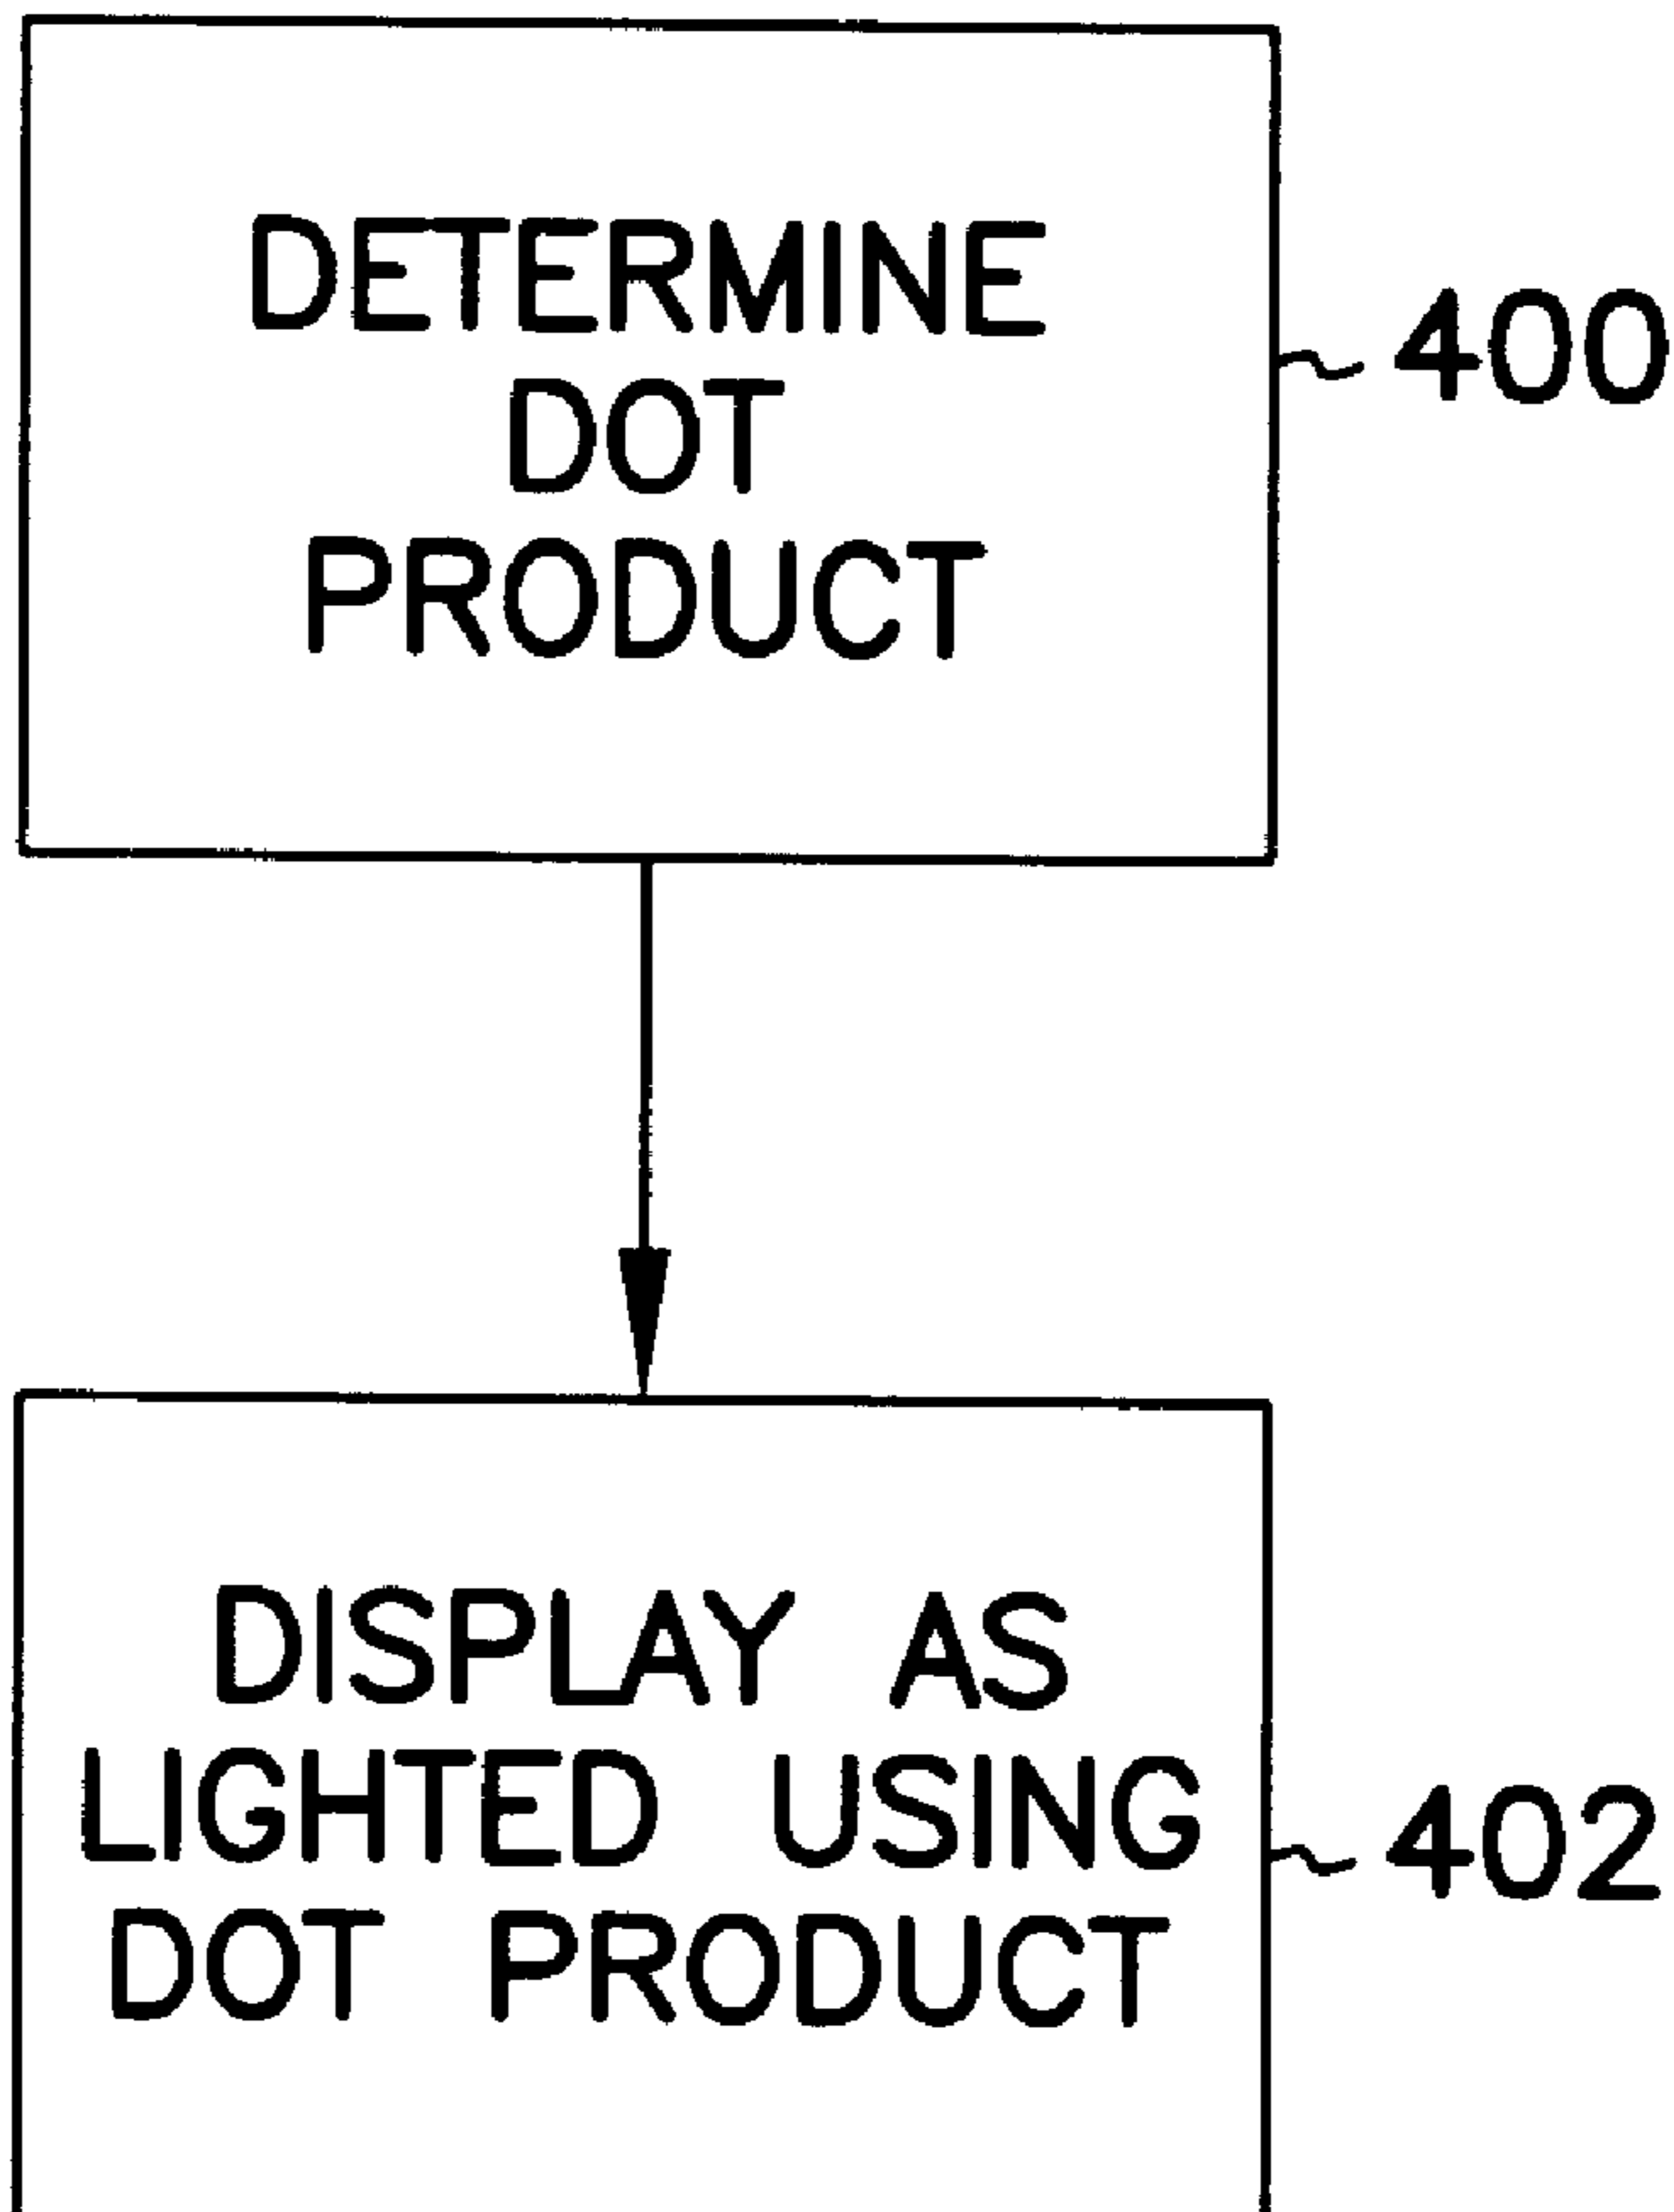 DETERMINE
DOT
PRODUCT
400
DISPLAY AS
LIGHTED USING
DOT PRODUCT
402